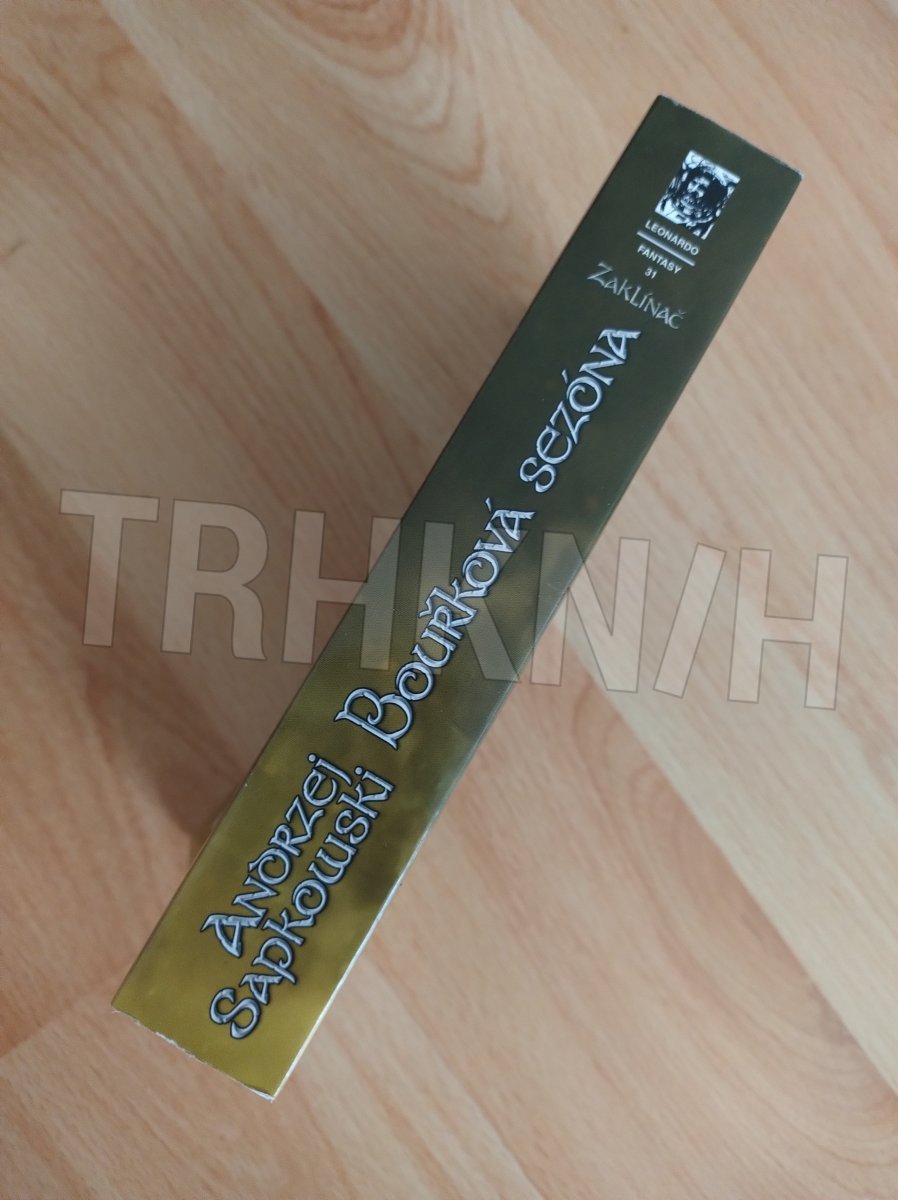 LEONARDO
FANTASY
31
ZAKLÍNAČ
Andrzej
Sapkowski
Bouřková sezóna
TRHKNIH